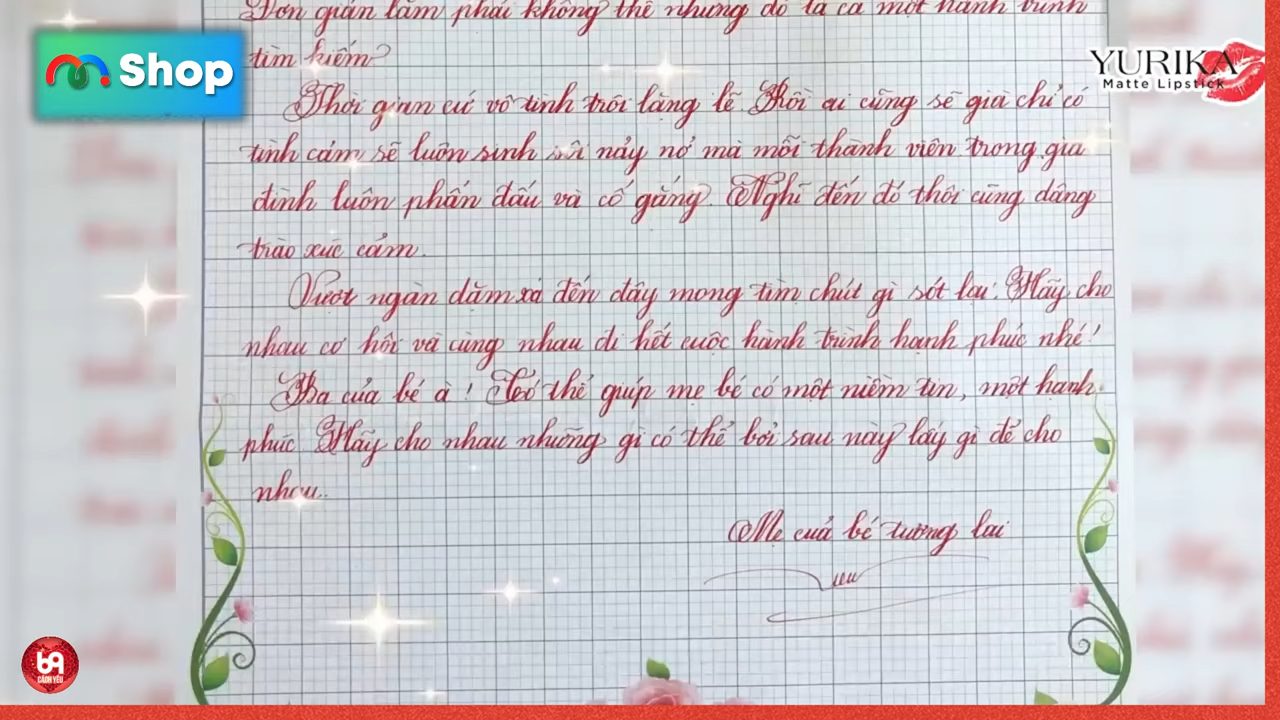 Đơn giản lắm phải không thế nhưng đó là cả một hành trình
tìm kiếm?
Shop
YURIKA
Matte Lipstick
Thời gian cứ vô tình trôi lặng lẽ. Rồi ai cũng sẽ già chỉ có
tình cảm sẽ luôn sinh sôi nảy nở mà mỗi thành viên trong gia
đình luôn phấn đấu và cố gắng. Nghĩ đến đó thôi cũng dâng
trào xúc cảm.
Vượt ngàn dặm xa đến đây mong tìm chút gì sót lại. Hãy cho
nhau cơ hội và cùng nhau đi hết cuộc hành trình hạnh phúc nhé!
Ba của bé à! Có thể giúp mẹ bé có một niềm tin, một hạnh
phúc. Hãy cho nhau những gì có thể bởi sau này lấy gì để cho
nhau..
Mẹ của bé tương lai
CÁNH YẾU